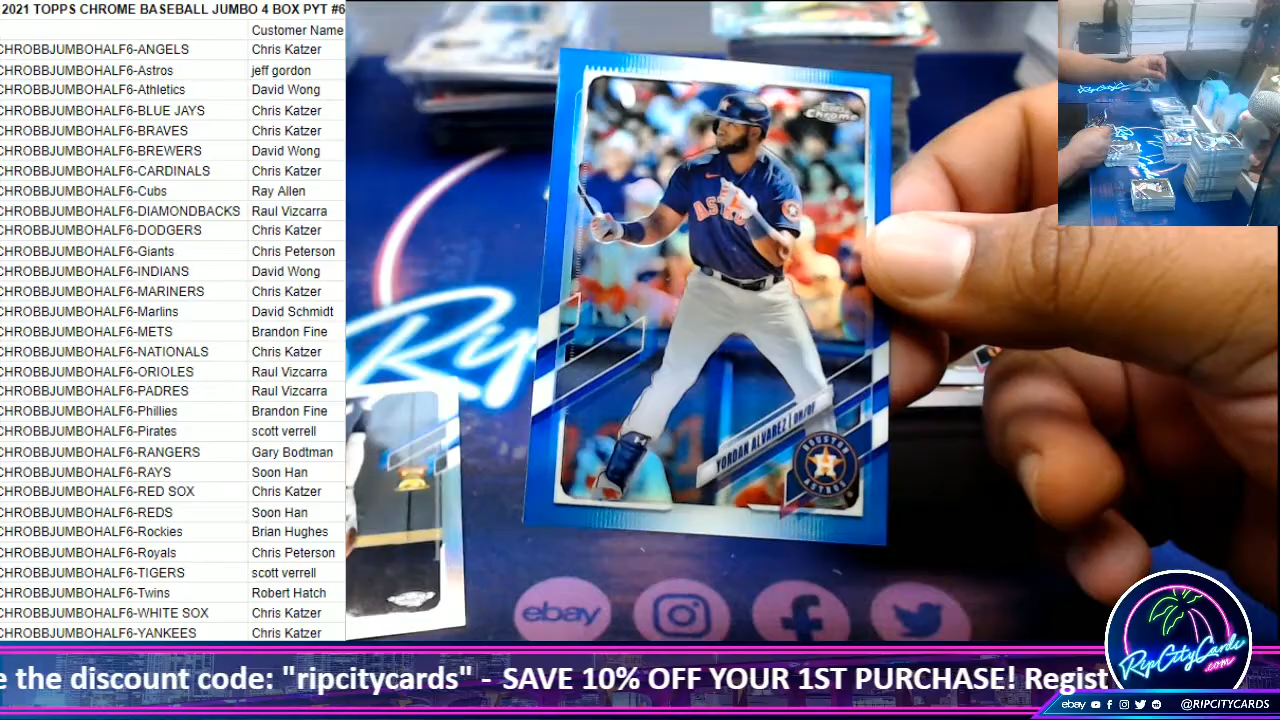 2021 TOPPS CHROME BASEBALL JUMBO 4 BOX PYT #6
Customer Name
CHROBBJUMBOHALF6-ANGELS Chris Katzer
CHROBBJUMBOHALF6-Astros jeff gordon
CHROBBJUMBOHALF6-Athletics David Wong
CHROBBJUMBOHALF6-BLUE JAYS Chris Katzer
CHROBBJUMBOHALF6-BRAVES Chris Katzer
CHROBBJUMBOHALF6-BREWERS David Wong
CHROBBJUMBOHALF6-CARDINALS Chris Katzer
CHROBBJUMBOHALF6-Cubs Ray Allen
CHROBBJUMBOHALF6-DIAMONDBACKS Raul Vizcarra
CHROBBJUMBOHALF6-DODGERS Chris Katzer
CHROBBJUMBOHALF6-Giants Chris Peterson
CHROBBJUMBOHALF6-INDIANS David Wong
CHROBBJUMBOHALF6-MARINERS Chris Katzer
CHROBBJUMBOHALF6-Marlins David Schmidt
CHROBBJUMBOHALF6-METS Brandon Fine
CHROBBJUMBOHALF6-NATIONALS Chris Katzer
CHROBBJUMBOHALF6-ORIOLES Raul Vizcarra
CHROBBJUMBOHALF6-PADRES Raul Vizcarra
CHROBBJUMBOHALF6-Phillies Brandon Fine
CHROBBJUMBOHALF6-Pirates scott verrell
CHROBBJUMBOHALF6-RANGERS Gary Bodtman
CHROBBJUMBOHALF6-RAYS Soon Han
CHROBBJUMBOHALF6-RED SOX Chris Katzer
CHROBBJUMBOHALF6-REDS Soon Han
CHROBBJUMBOHALF6-Rockies Brian Hughes
CHROBBJUMBOHALF6-Royals Chris Peterson
CHROBBJUMBOHALF6-TIGERS scott verrell
CHROBBJUMBOHALF6-Twins Robert Hatch
CHROBBJUMBOHALF6-WHITE SOX Chris Katzer
CHROBBJUMBOHALF6-YANKEES Chris Katzer
Chrome
ASTROS
YORDAN ALVAREZ | DH/OF
HOUSTON
ASTROS
Rip
ebay
RipCityCards
.com
e the discount code: "ripcitycards" - SAVE 10% OFF YOUR 1ST PURCHASE! Regist
ebay @RIPCITYCARDS